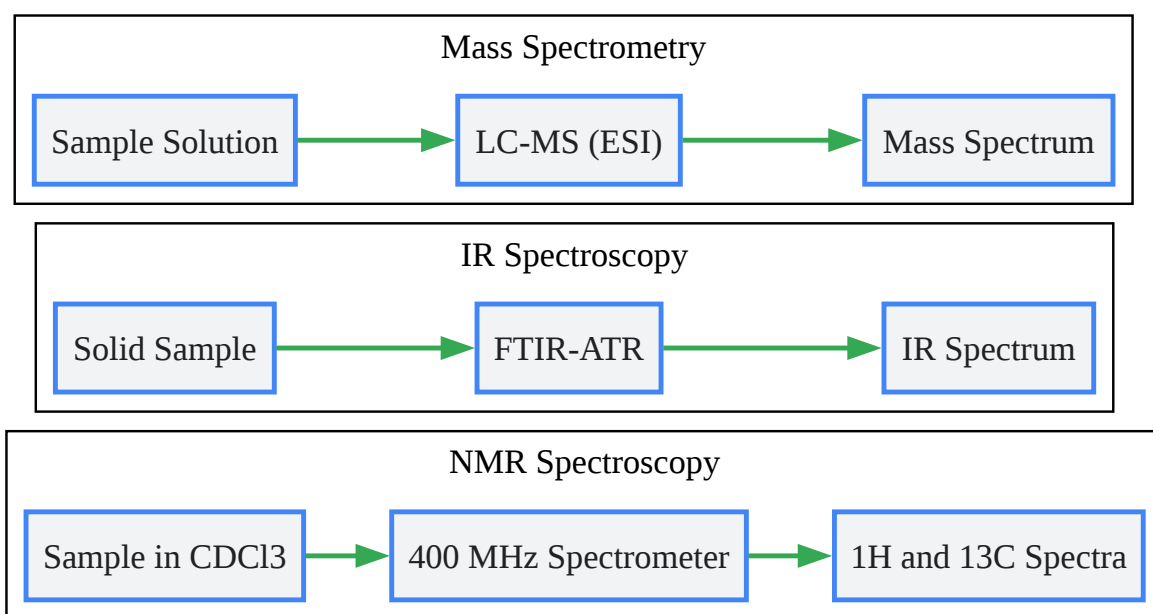 Mass Spectrometry
Sample Solution
LC-MS (ESI)
Mass Spectrum
IR Spectroscopy
Solid Sample
FTIR-ATR
IR Spectrum
NMR Spectroscopy
Sample in CDCl3
400 MHz Spectrometer
1H and 13C Spectra